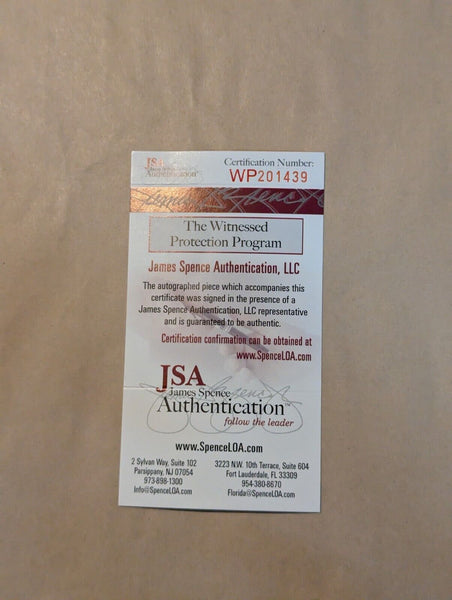 JSA
James Spence
Authentication
Certification Number:
WP201439
James Spence
The Witnessed
Protection Program
James Spence Authentication, LLC
The autographed piece which accompanies this
certificate was signed in the presence of a
James Spence Authentication, LLC representative
and is guaranteed to be authentic.
Certification confirmation can be obtained at
www.SpenceLOA.com
JSA
James Spence
Authentication™
follow the leader
www.SpenceLOA.com
2 Sylvan Way, Suite 102
Parsippany, NJ 07054
973-898-1300
Info@SpenceLOA.com
3223 N.W. 10th Terrace, Suite 604
Fort Lauderdale, FL 33309
954-380-8670
Florida@SpenceLOA.com